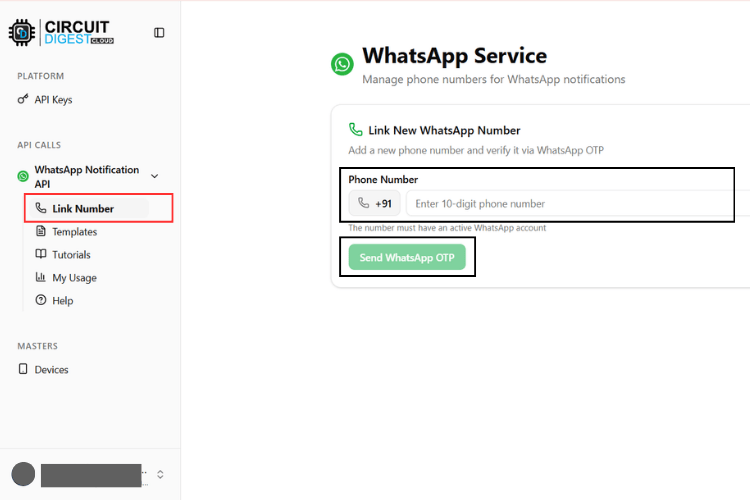 CIRCUIT
DIGEST CLOUD
PLATFORM
API Keys
API CALLS
WhatsApp Notification
API
Link Number
Templates
Tutorials
My Usage
Help
MASTERS
Devices
WhatsApp Service
Manage phone numbers for WhatsApp notifications
Link New WhatsApp Number
Add a new phone number and verify it via WhatsApp OTP
Phone Number
+91 Enter 10-digit phone number
The number must have an active WhatsApp account
Send WhatsApp OTP